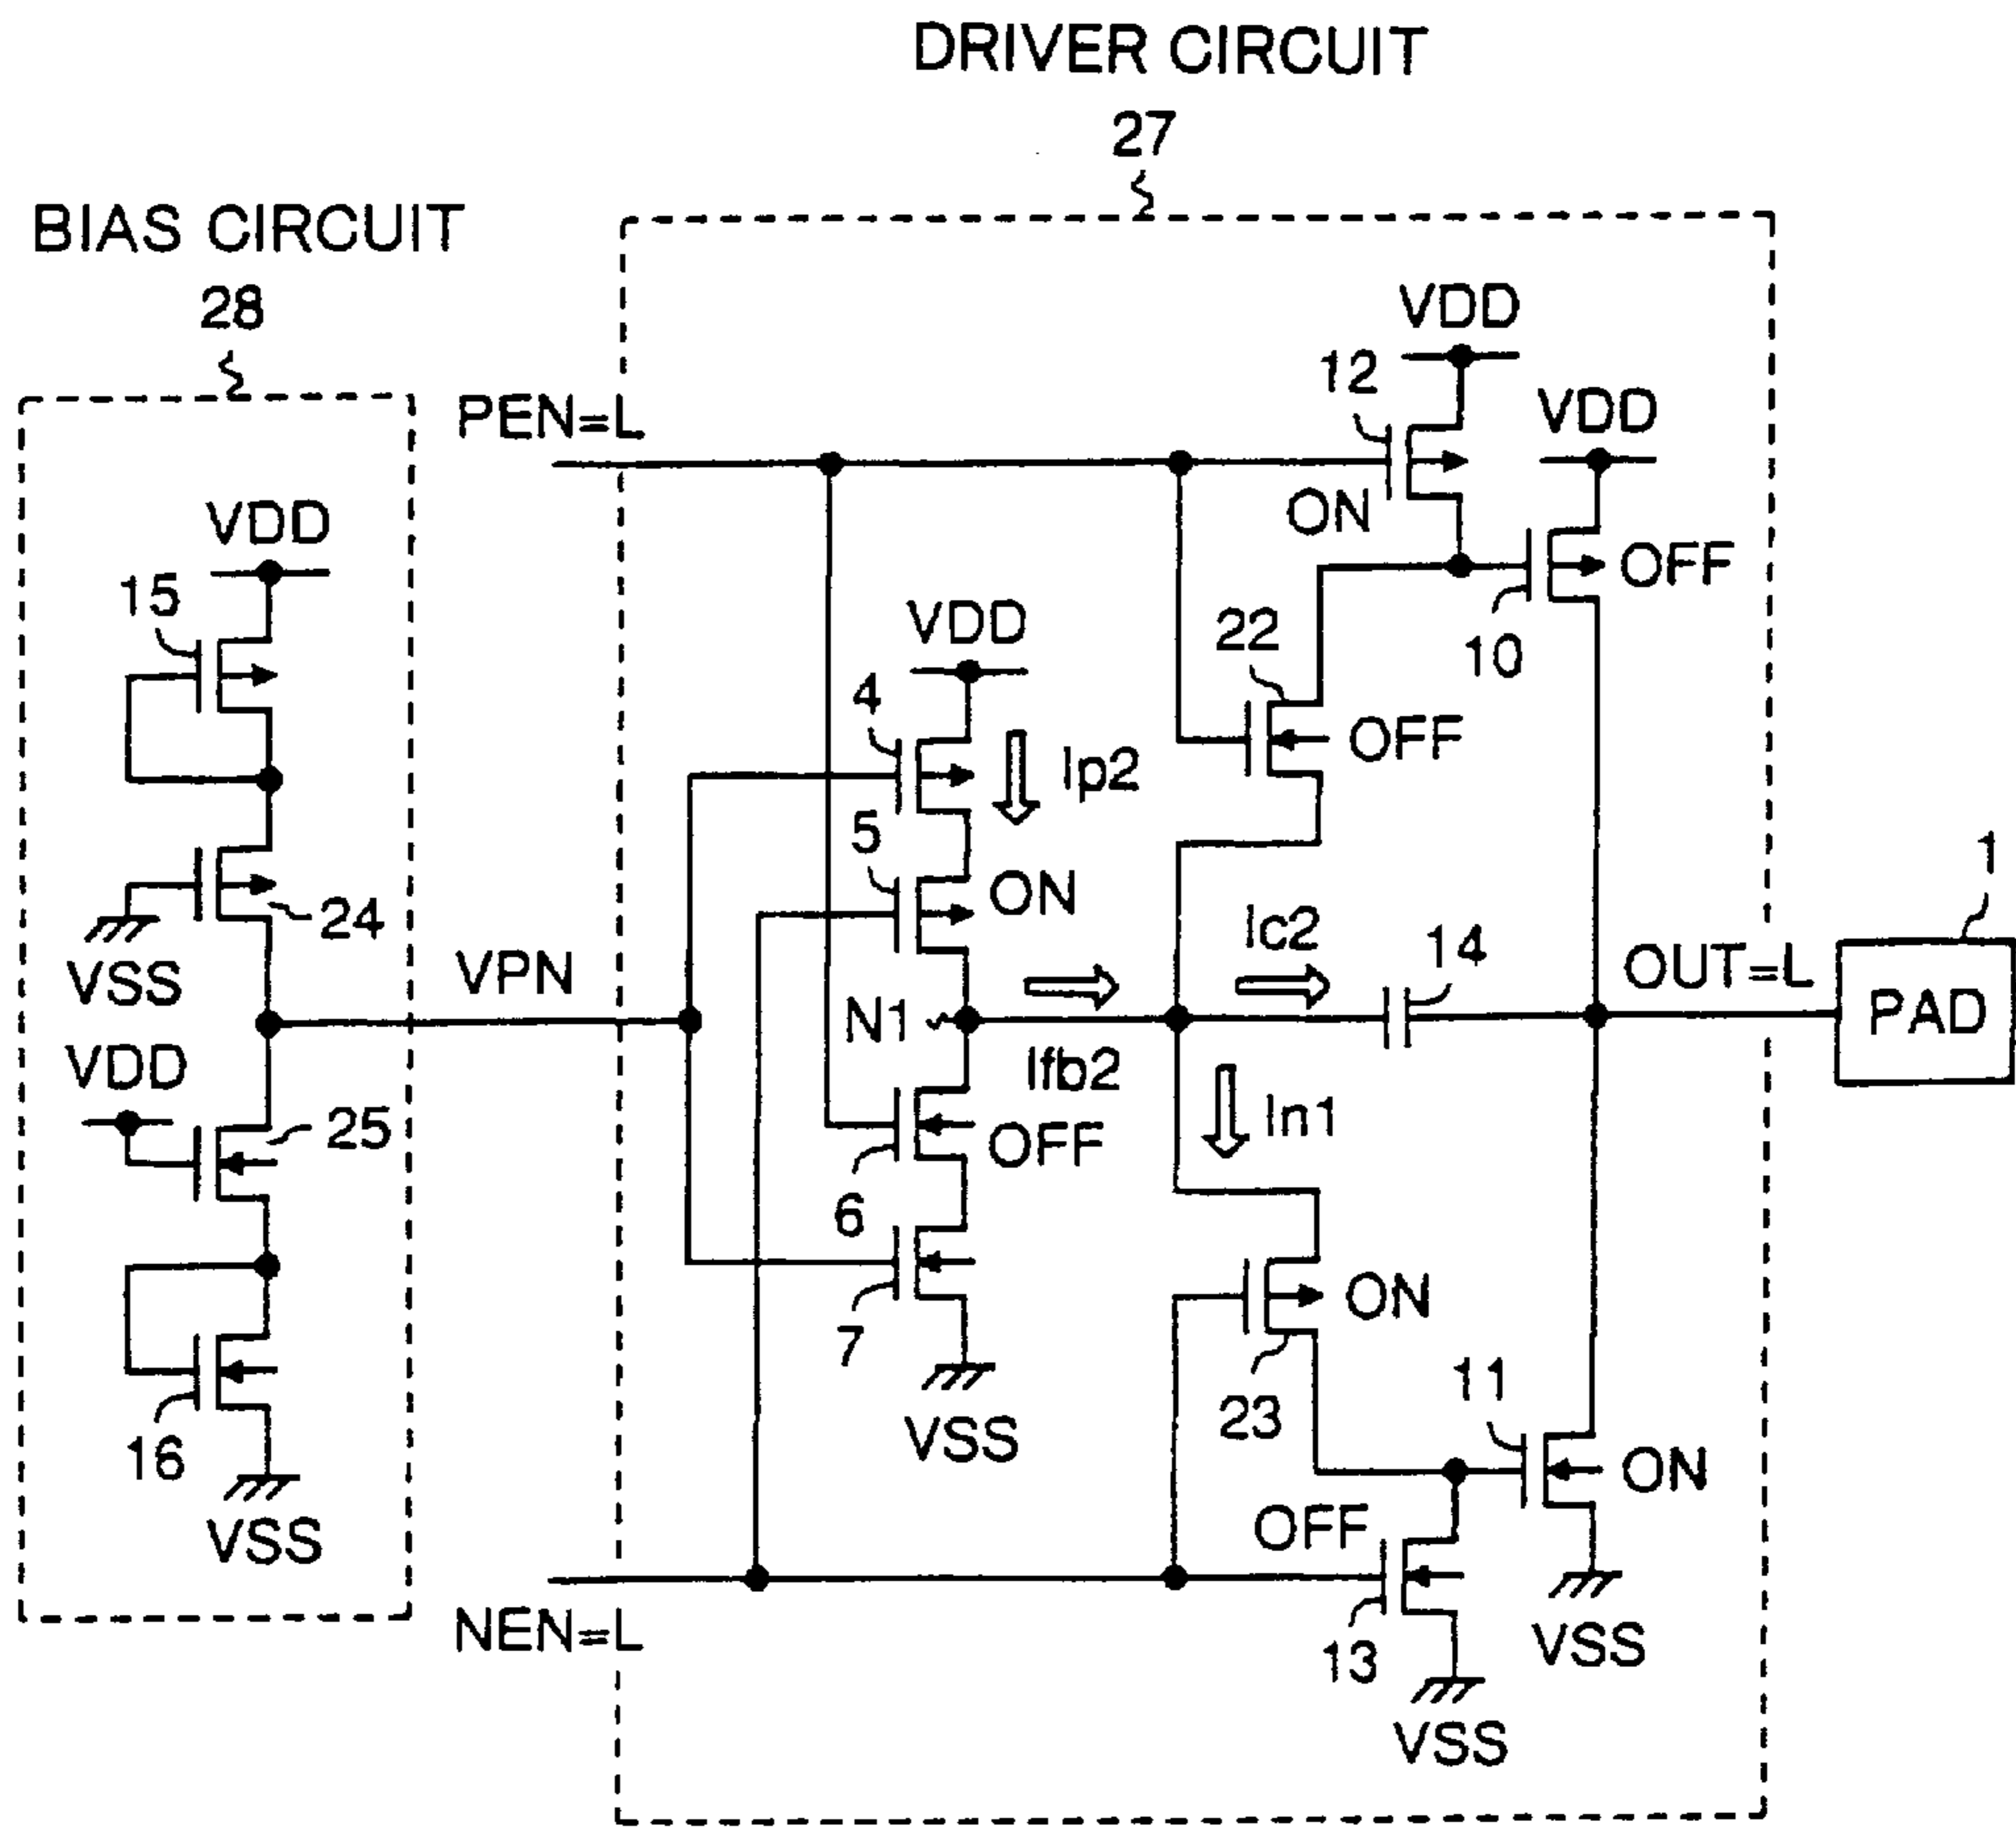 DRIVER CIRCUIT
27
BIAS CIRCUIT
28
VDD
12
PEN=L
VDD
ON
VDD
15
OFF
10
22
VDD
4
OFF
Ip2
5
ON
24
VSS
VPN
Ic2
14
OUT=L
1
PAD
N1
Ifb2
VDD
25
In1
OFF
6
7
ON
23
11
VSS
16
ON
VSS
OFF
NEN=L
13
VSS
VSS